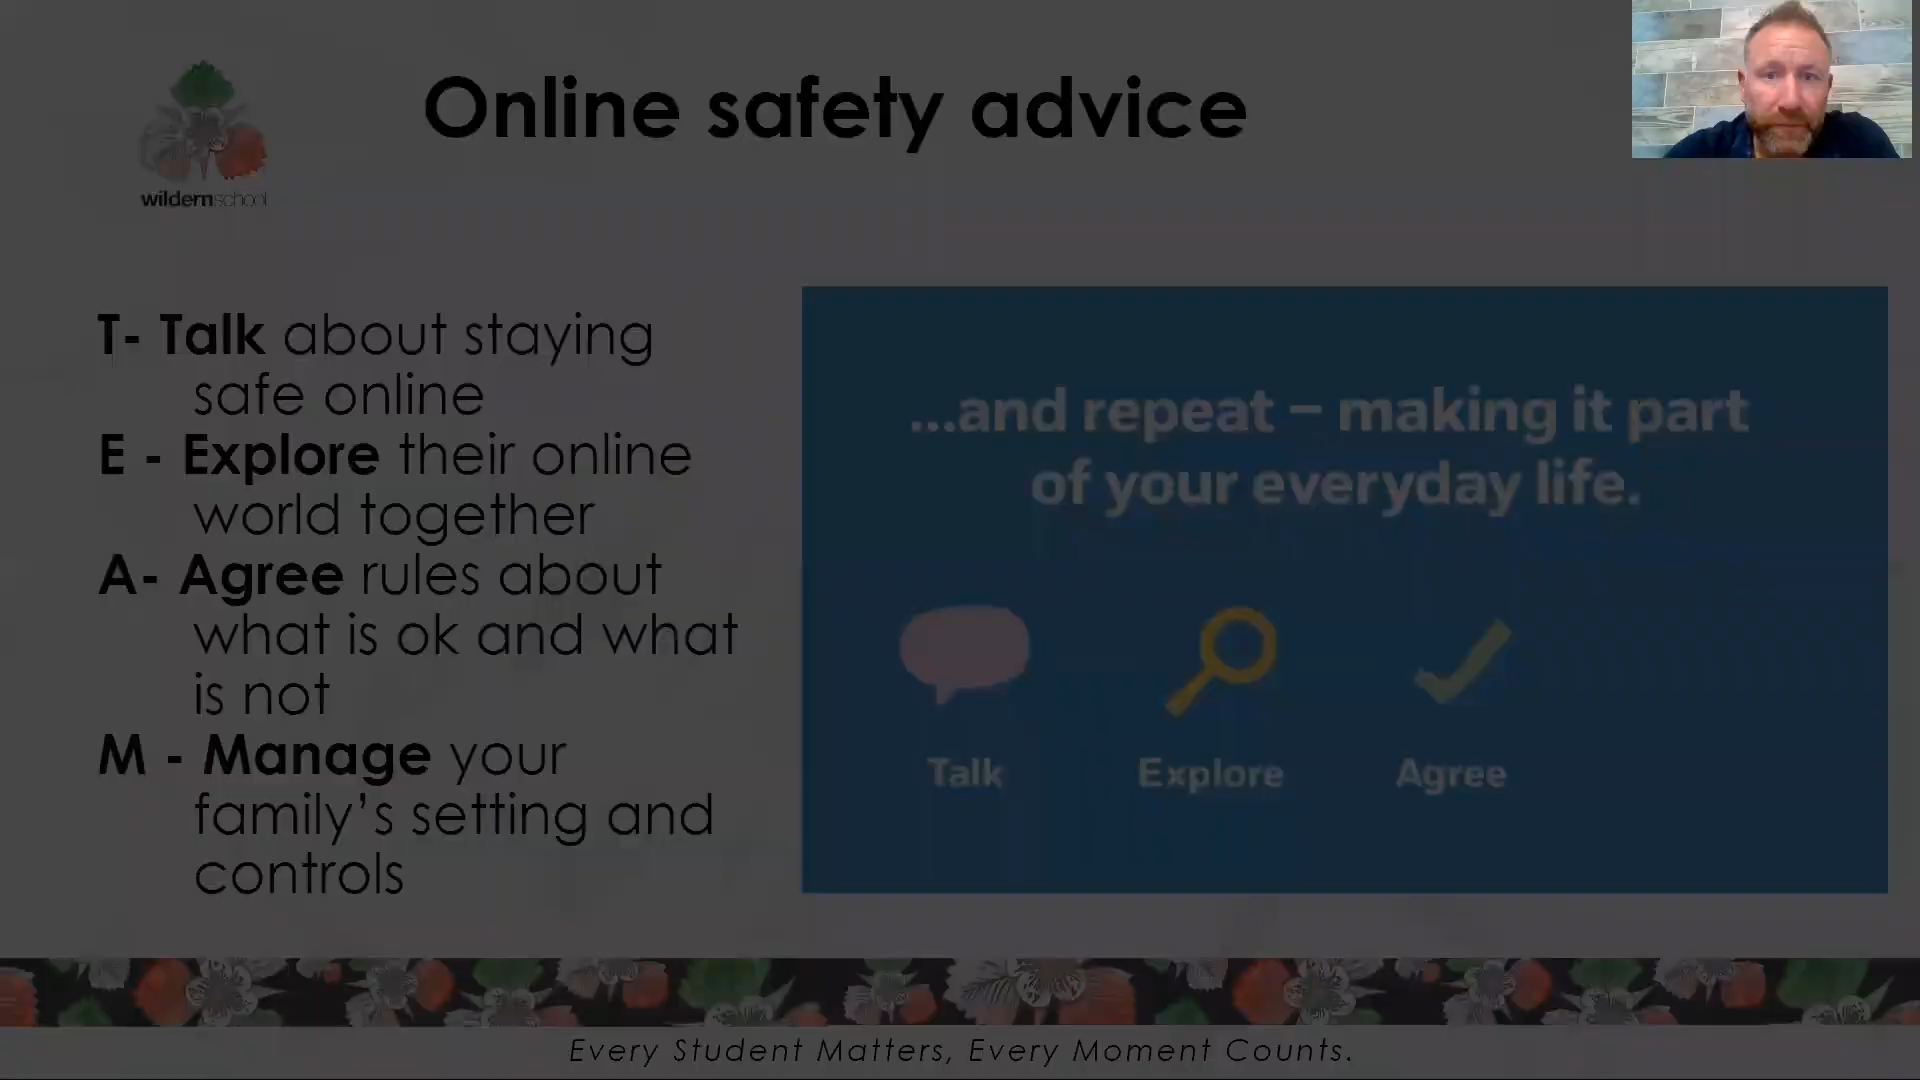 Online safety advice
wildernschool
T- Talk about staying
safe online
E - Explore their online
world together
A- Agree rules about
what is ok and what
is not
M - Manage your
family’s setting and
controls
...and repeat – making it part
of your everyday life.
Talk
Explore
Agree
Every Student Matters, Every Moment Counts.